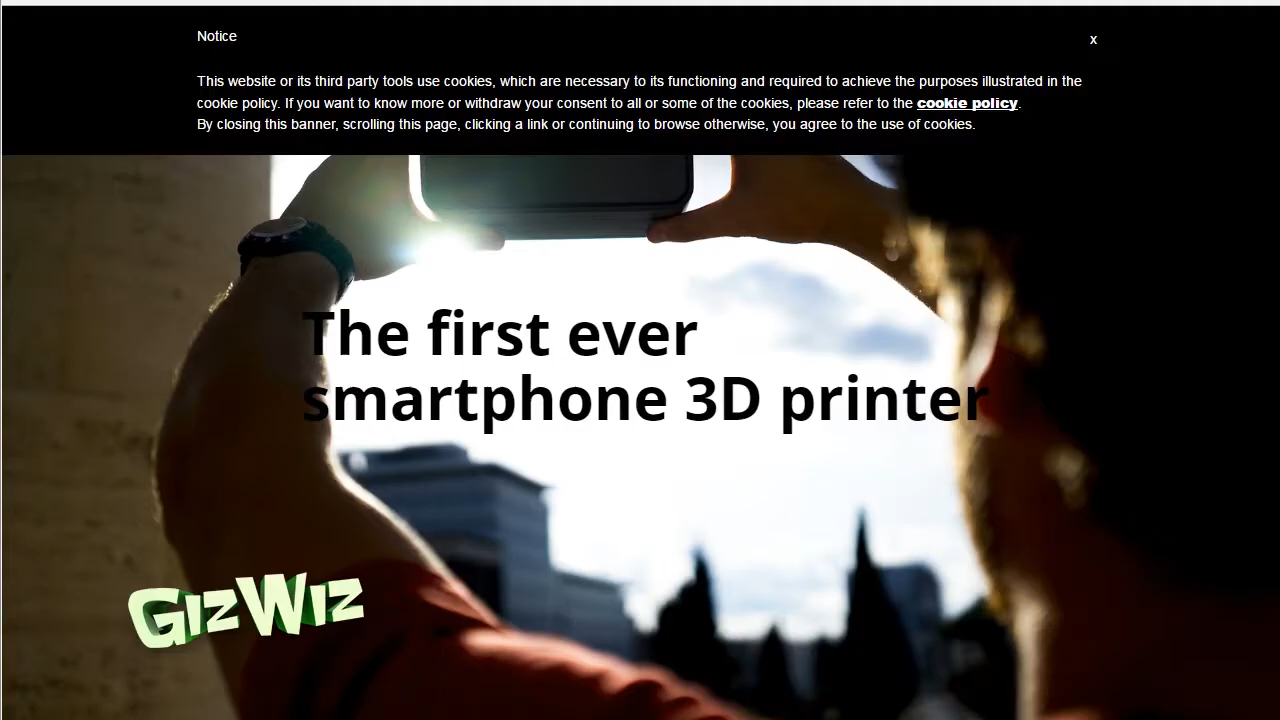 Notice
x
This website or its third party tools use cookies, which are necessary to its functioning and required to achieve the purposes illustrated in the
cookie policy. If you want to know more or withdraw your consent to all or some of the cookies, please refer to the cookie policy.
By closing this banner, scrolling this page, clicking a link or continuing to browse otherwise, you agree to the use of cookies.
The first ever
smartphone 3D printer
GIZWIZ